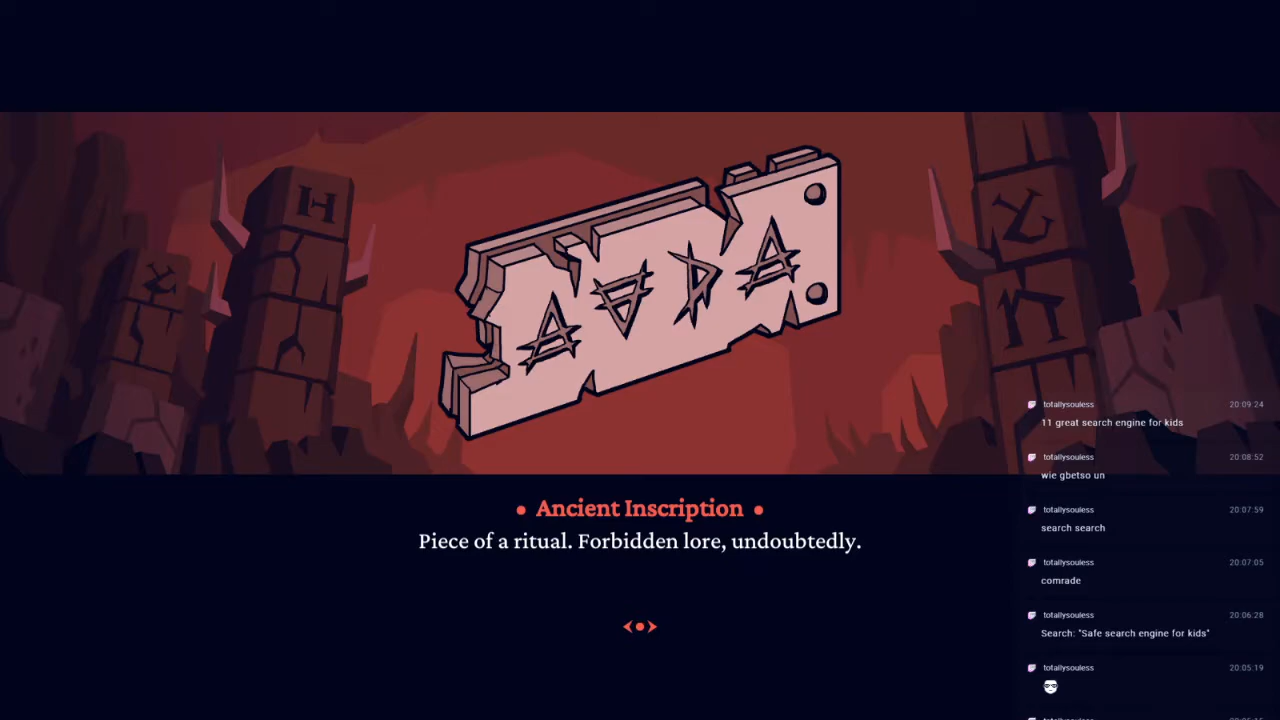 Ancient Inscription
Piece of a ritual. Forbidden lore, undoubtedly.
totallysouless 20:09:24
11 great search engine for kids
totallysouless 20:08:52
wie gbetso un
totallysouless 20:07:59
search search
totallysouless 20:07:05
comrade
totallysouless 20:06:28
Search: "Safe search engine for kids"
totallysouless 20:05:19